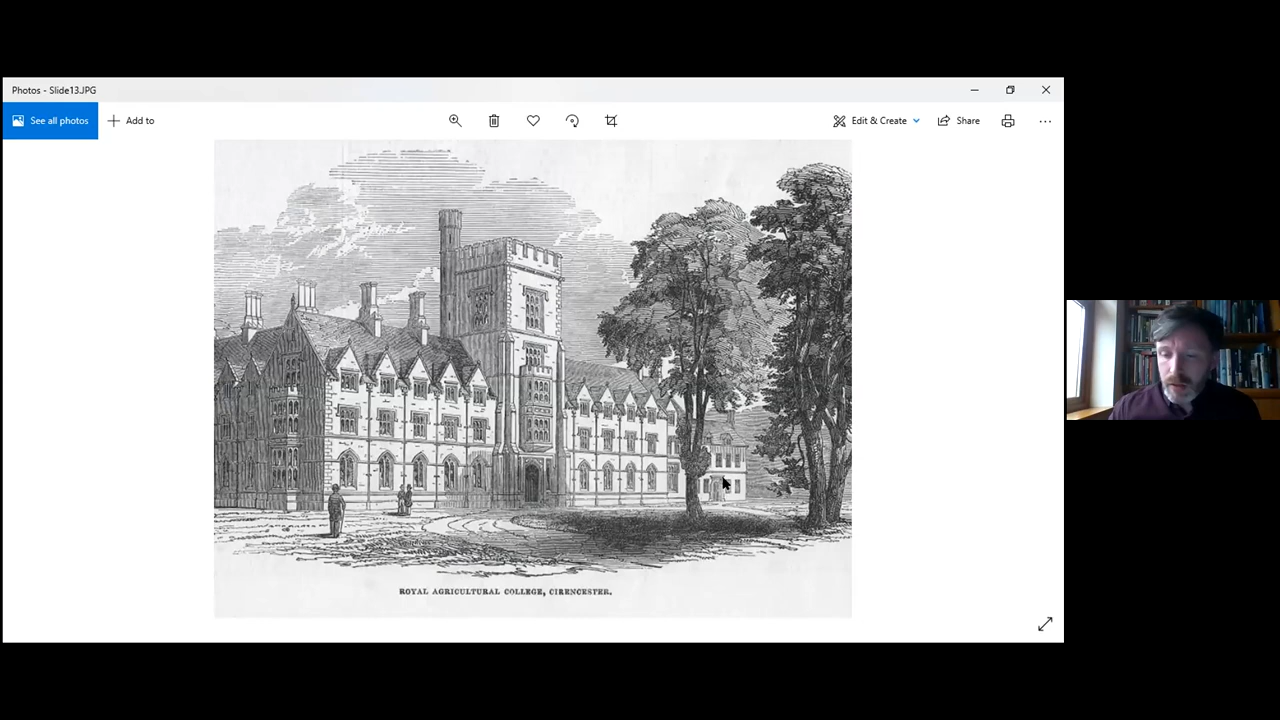 Photos - Slide13.JPG
See all photos
Add to
Edit & Create
Share
ROYAL AGRICULTURAL COLLEGE, CIRENCESTER.